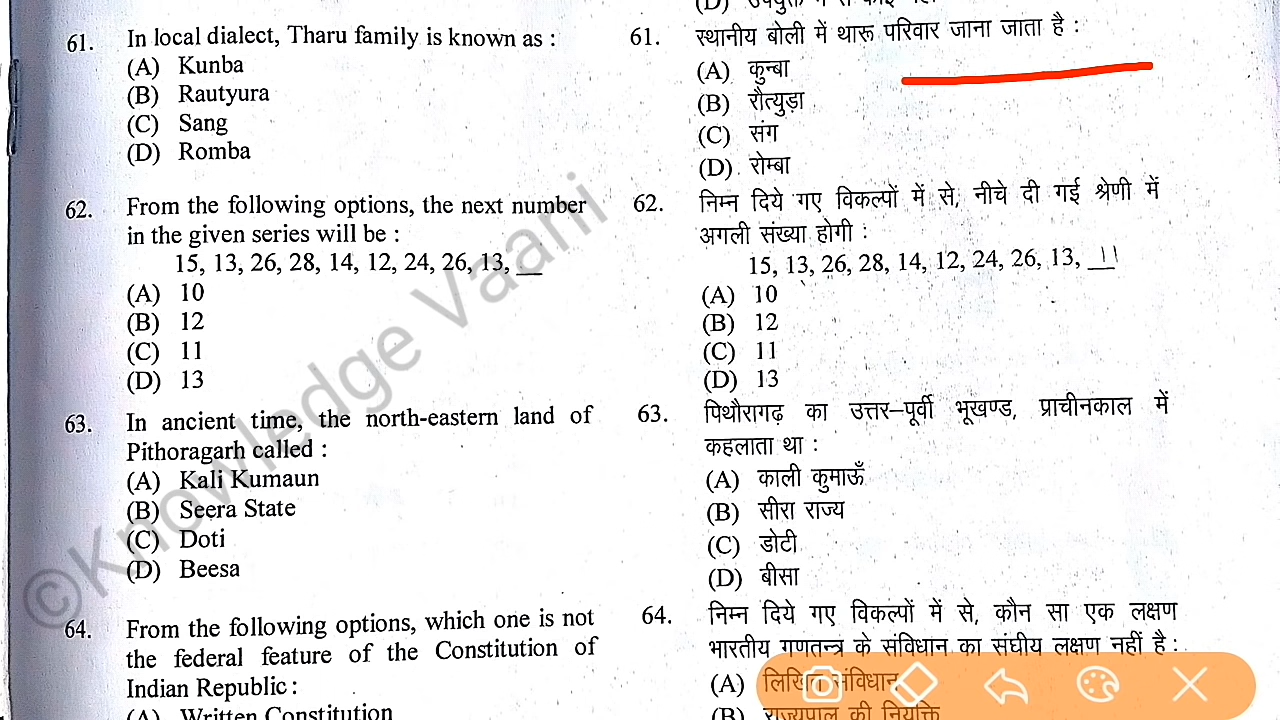 61. In local dialect, Tharu family is known as :
(A) Kunba
(B) Rautyura
(C) Sang
(D) Romba
62. From the following options, the next number
in the given series will be :
15, 13, 26, 28, 14, 12, 24, 26, 13, __
(A) 10
(B) 12
(C) 11
(D) 13
63. In ancient time, the north-eastern land of
Pithoragarh called :
(A) Kali Kumaun
(B) Seera State
(C) Doti
(D) Beesa
64. From the following options, which one is not
the federal feature of the Constitution of
Indian Republic :
(A) Written Constitution
61. स्थानीय बोली में थारू परिवार जाना जाता है :
(A) कुन्बा
(B) रौत्युड़ा
(C) संग
(D) रोम्बा
62. निम्न दिये गए विकल्पों में से, नीचे दी गई श्रेणी में
अगली संख्या होगी :
15, 13, 26, 28, 14, 12, 24, 26, 13, 11
(A) 10
(B) 12
(C) 11
(D) 13
63. पिथौरागढ़ का उत्तर–पूर्वी भूखण्ड, प्राचीनकाल में
कहलाता था :
(A) काली कुमाऊँ
(B) सीरा राज्य
(C) डोटी
(D) बीसा
64. निम्न दिये गए विकल्पों में से, कौन सा एक लक्षण
भारतीय गणतन्त्र के संविधान का संघीय लक्षण नहीं है :
(A) लिखित संविधान
(B) राज्यपाल की नियुक्ति
©Knowledge Vaani